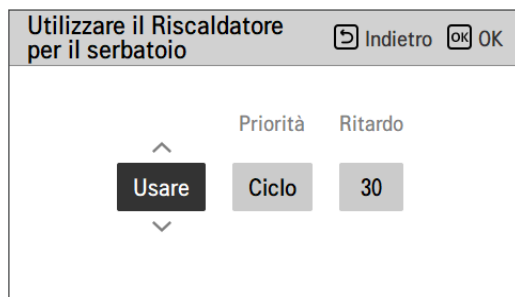 Utilizzare il Riscaldatore
per il serbatoio
Indietro OK OK
Priorità Ritardo
Usare Ciclo 30